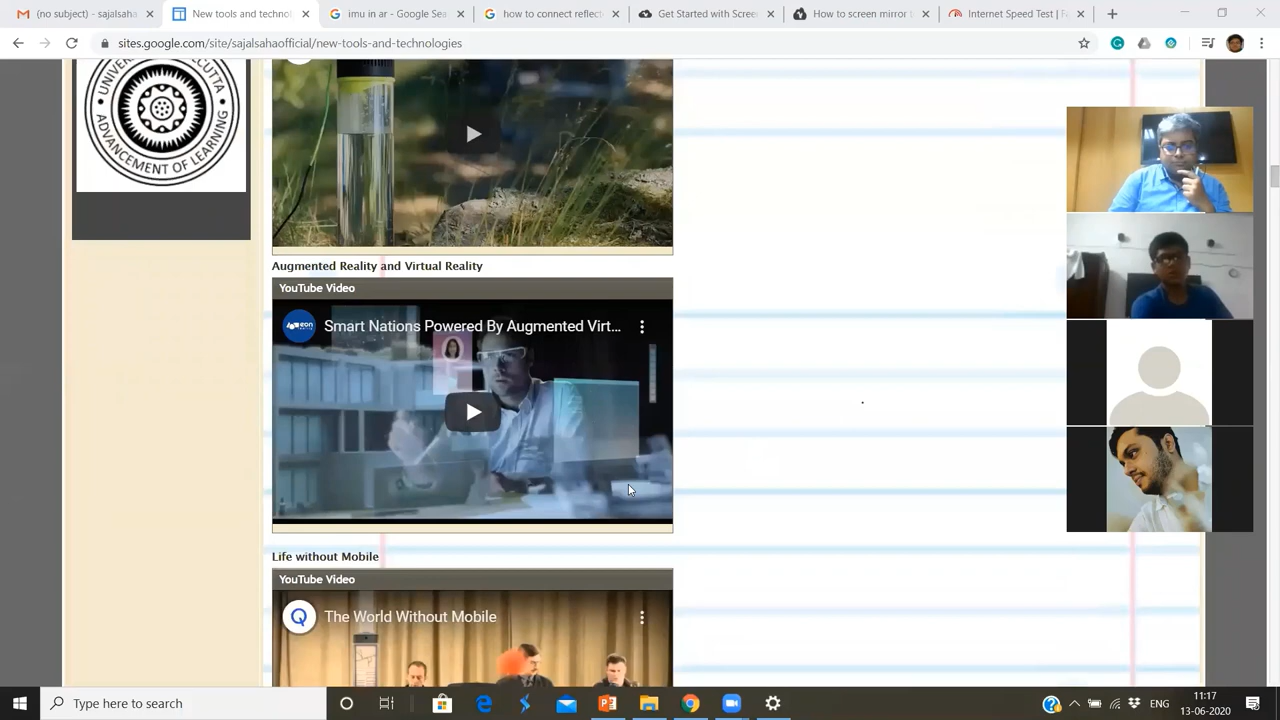 (no subject) - sajalsaha
New tools and technol
imu in ar - Google Sea
how to connect reflect
Get Started with Scree
How to screen mirror t
Internet Speed Test | F
sites.google.com/site/sajalsahaofficial/new-tools-and-technologies
ADVANCEMENT OF LEARNING
Augmented Reality and Virtual Reality
YouTube Video
eon
Smart Nations Powered By Augmented Virt...
Life without Mobile
YouTube Video
The World Without Mobile
Type here to search
ENG
11:17
13-06-2020